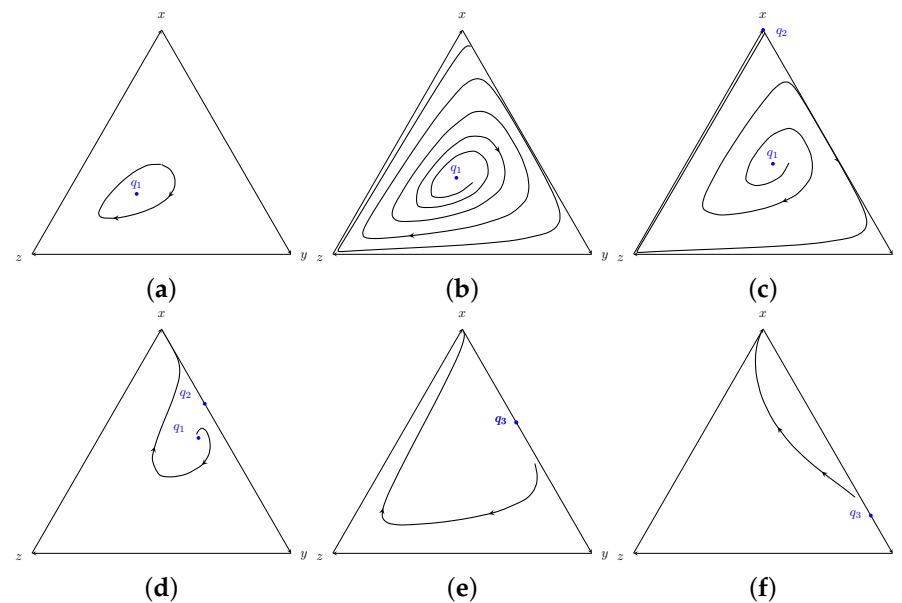 x x x
q2
q1 q1 q1
z y z y z
(a) (b) (c)
x x x
q2
q3
q1
q3
z y z y z
(d) (e) (f)